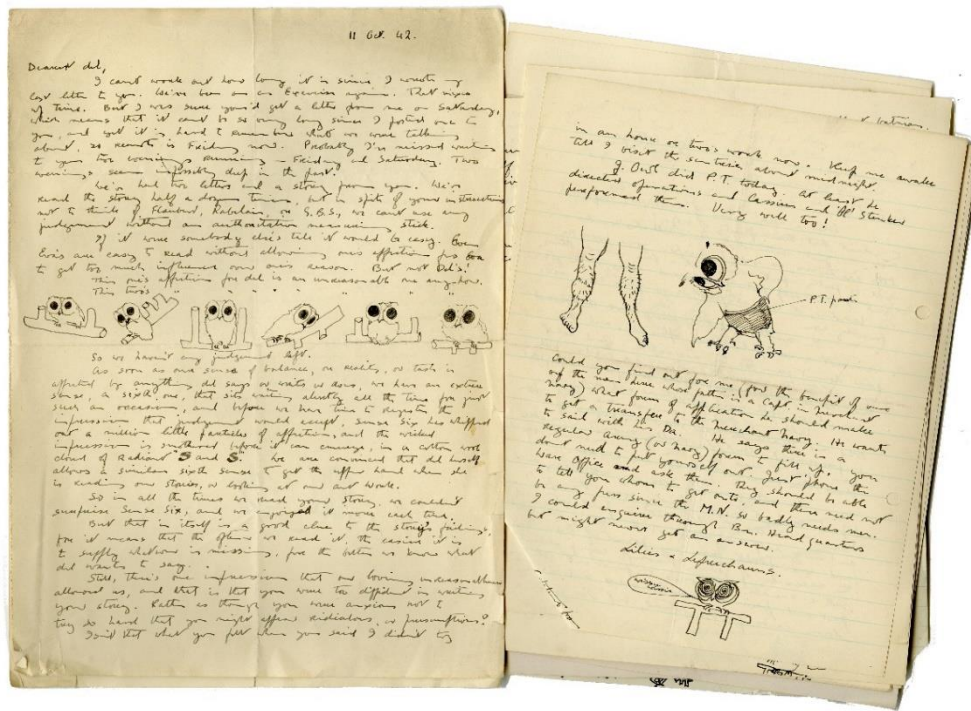 11 Oct. 42.
Dearest del,
I can't work out how long it is since I wrote my
last letter to you. We've been on an Exercise again. That
of time. But I was sure you'd get a letter from me on Saturday,
which means that it can't be so very long since I posted one to
you, and yet it is hard to remember what we were talking
about, so remote is Friday now. Probably I've missed writing
to you two evenings running – Friday and Saturday. Two
evenings seem impossibly deep in the past.
We've had two letters and a story from you. We've
read the story half a dozen times, but in spite of your instructions
not to think of Flaubert, Rabelais, or G.B.S., we can't use any
judgement without an authoritative measuring stick.
If it were somebody else's tale it would be easy. Even
Eva's are easy to read without allowing one's affection for
to get too much influence over one's reason. But not Del's!
This one's affection for del is an unreasonable one anyhow.
This two's " " " " "
So we haven't any judgement left.
As soon as our sense of balance, or reality, or taste is
affected by anything del says or writes or does, we have an extra
sense, a sixth one, that sits waiting all the time for just
such an occasion, and before we have time to digest the
impression that judgement would accept, Sense Six has whipped
out a million little particles of affection, and the
impression is smothered before it can emerge, in a cotton wool
cloud of Radiant S and S. We are convinced that del herself
allows a similar sixth sense to get the upper hand when she
is reading our stories, or looking at our art work.
So in all the times we read your story, we couldn't
surprise Sense Six, and we enjoyed it more each time.
But that in itself is a good clue to the story's failings,
for it means that the oftener we read it, the easier it is
to supply whatever is missing, for the better we know what
del wants to say.
Still, there's one impression that our loving unreasonableness
allowed us, and that is that you were too diffident in writing
your story. Rather as though you were anxious not to
try so hard that you might appear ridiculous, or presumptious?
Isn't that what you felt when you said I didn't try
in an hour or two's work now. Keep me awake
till I visit the sentries about midnight.
g. Owl did P.T. today. At least he
directed operations and Cassius and Stinker
performed them. Very well too!
P.T. pants
Could you find out for me (for the benefit of one
of the men here whose father is a Capt. in Merchant
Navy) what form of application he should make
to get a transfer to the merchant Navy. He wants
to sail with his Da. He says there is a
regular Army (or Navy) form to fill up. You
don't need to put yourself out. Just phone the
War Office and ask them. They should be able
to tell you whom to get onto and there need not
be any fuss since the M.N. so badly needs men.
I could enquire through Bn. Headquarters
but might never get an answer.
Lilies & Leprechauns.